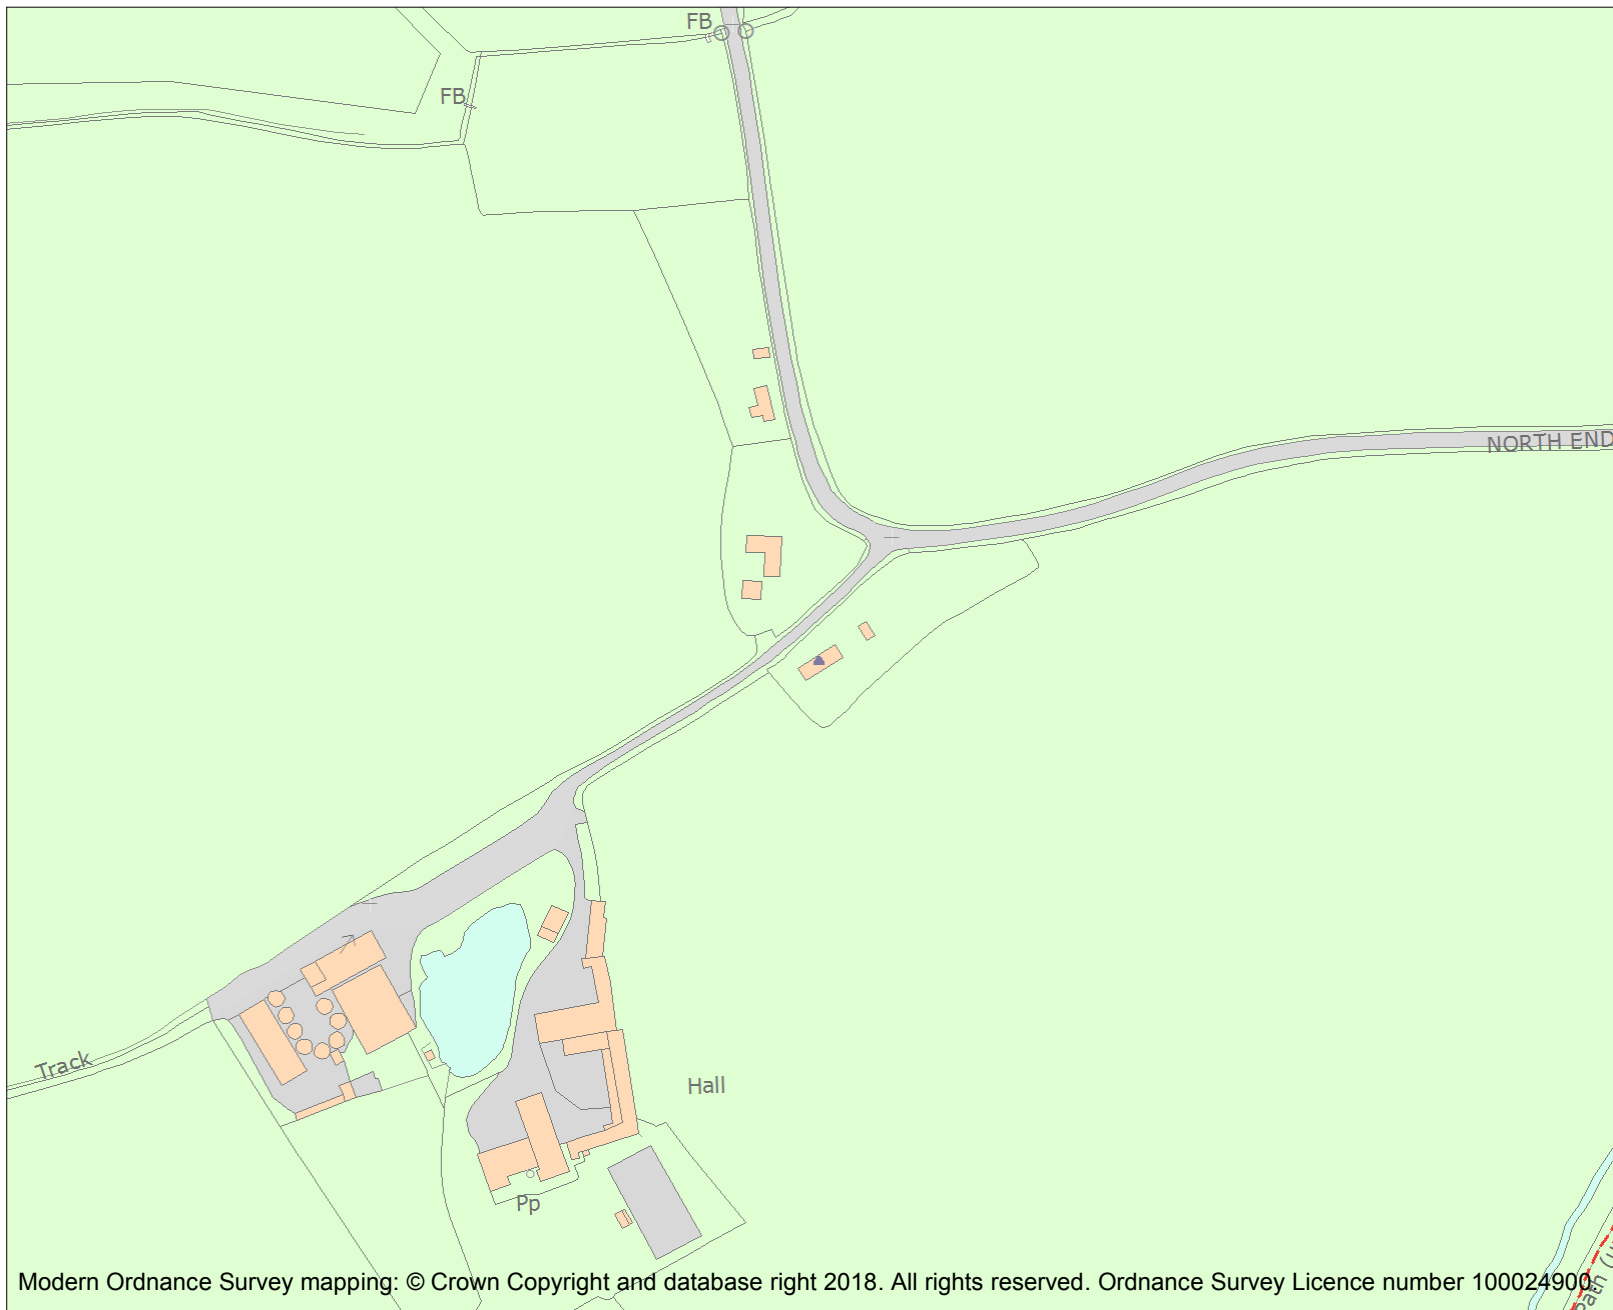 FB
FB
NORTH END
Track
Hall
Pp
Modern Ordnance Survey mapping: © Crown Copyright and database right 2018. All rights reserved. Ordnance Survey Licence number 100024900